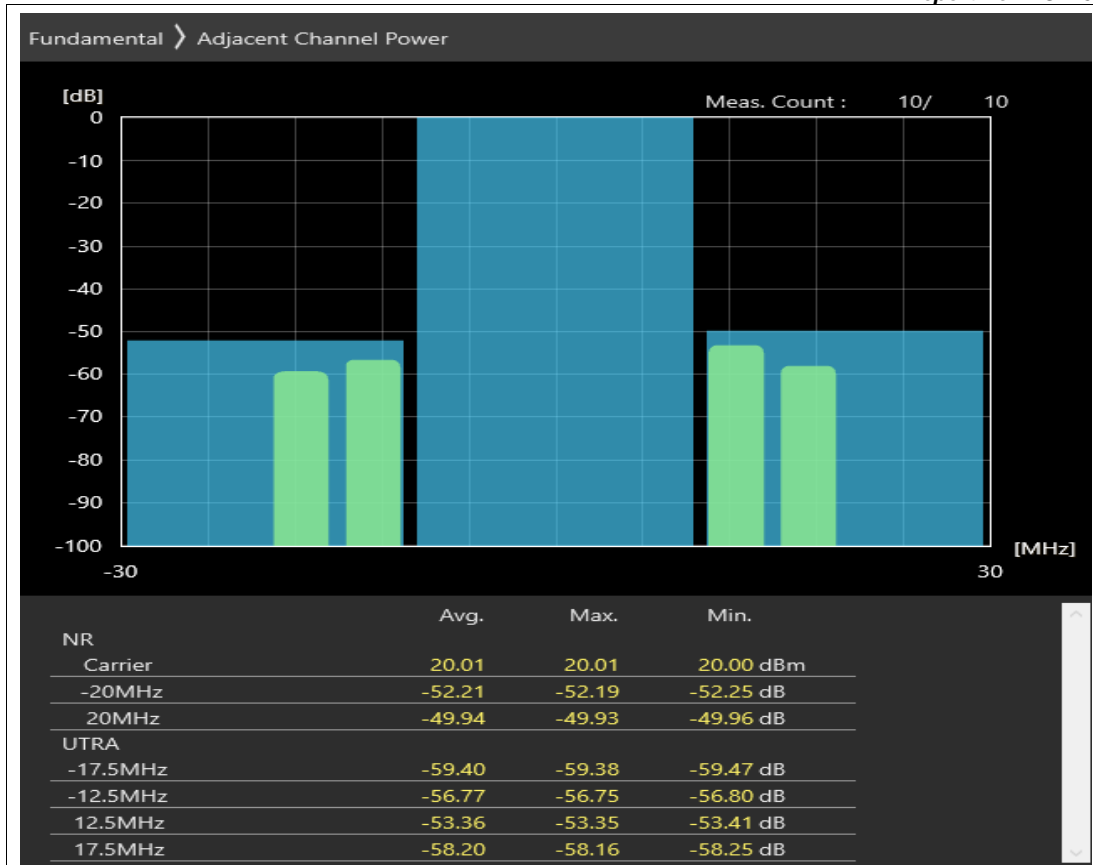 Fundamental 〉 Adjacent Channel Power
[dB]
Meas. Count : 10/ 10
0
-10
-20
-30
-40
-50
-60
-70
-80
-90
-100
[MHz]
-30 30
Avg. Max. Min.
NR
Carrier 20.01 20.01 20.00 dBm
-20MHz -52.21 -52.19 -52.25 dB
20MHz -49.94 -49.93 -49.96 dB
UTRA
-17.5MHz -59.40 -59.38 -59.47 dB
-12.5MHz -56.77 -56.75 -56.80 dB
12.5MHz -53.36 -53.35 -53.41 dB
17.5MHz -58.20 -58.16 -58.25 dB